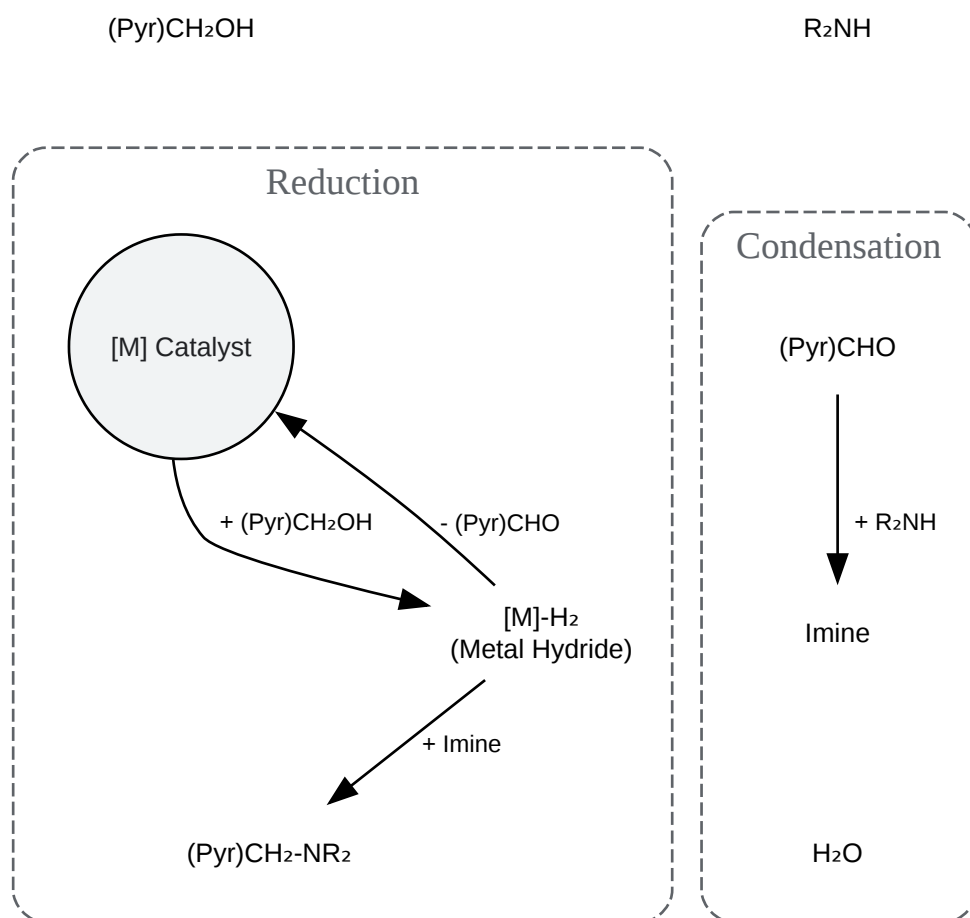 (Pyr)CH₂OH
R₂NH
Reduction
Condensation
[M] Catalyst
(Pyr)CHO
+ (Pyr)CH₂OH
- (Pyr)CHO
+ R₂NH
[M]-H₂
(Metal Hydride)
Imine
+ Imine
(Pyr)CH₂-NR₂
H₂O